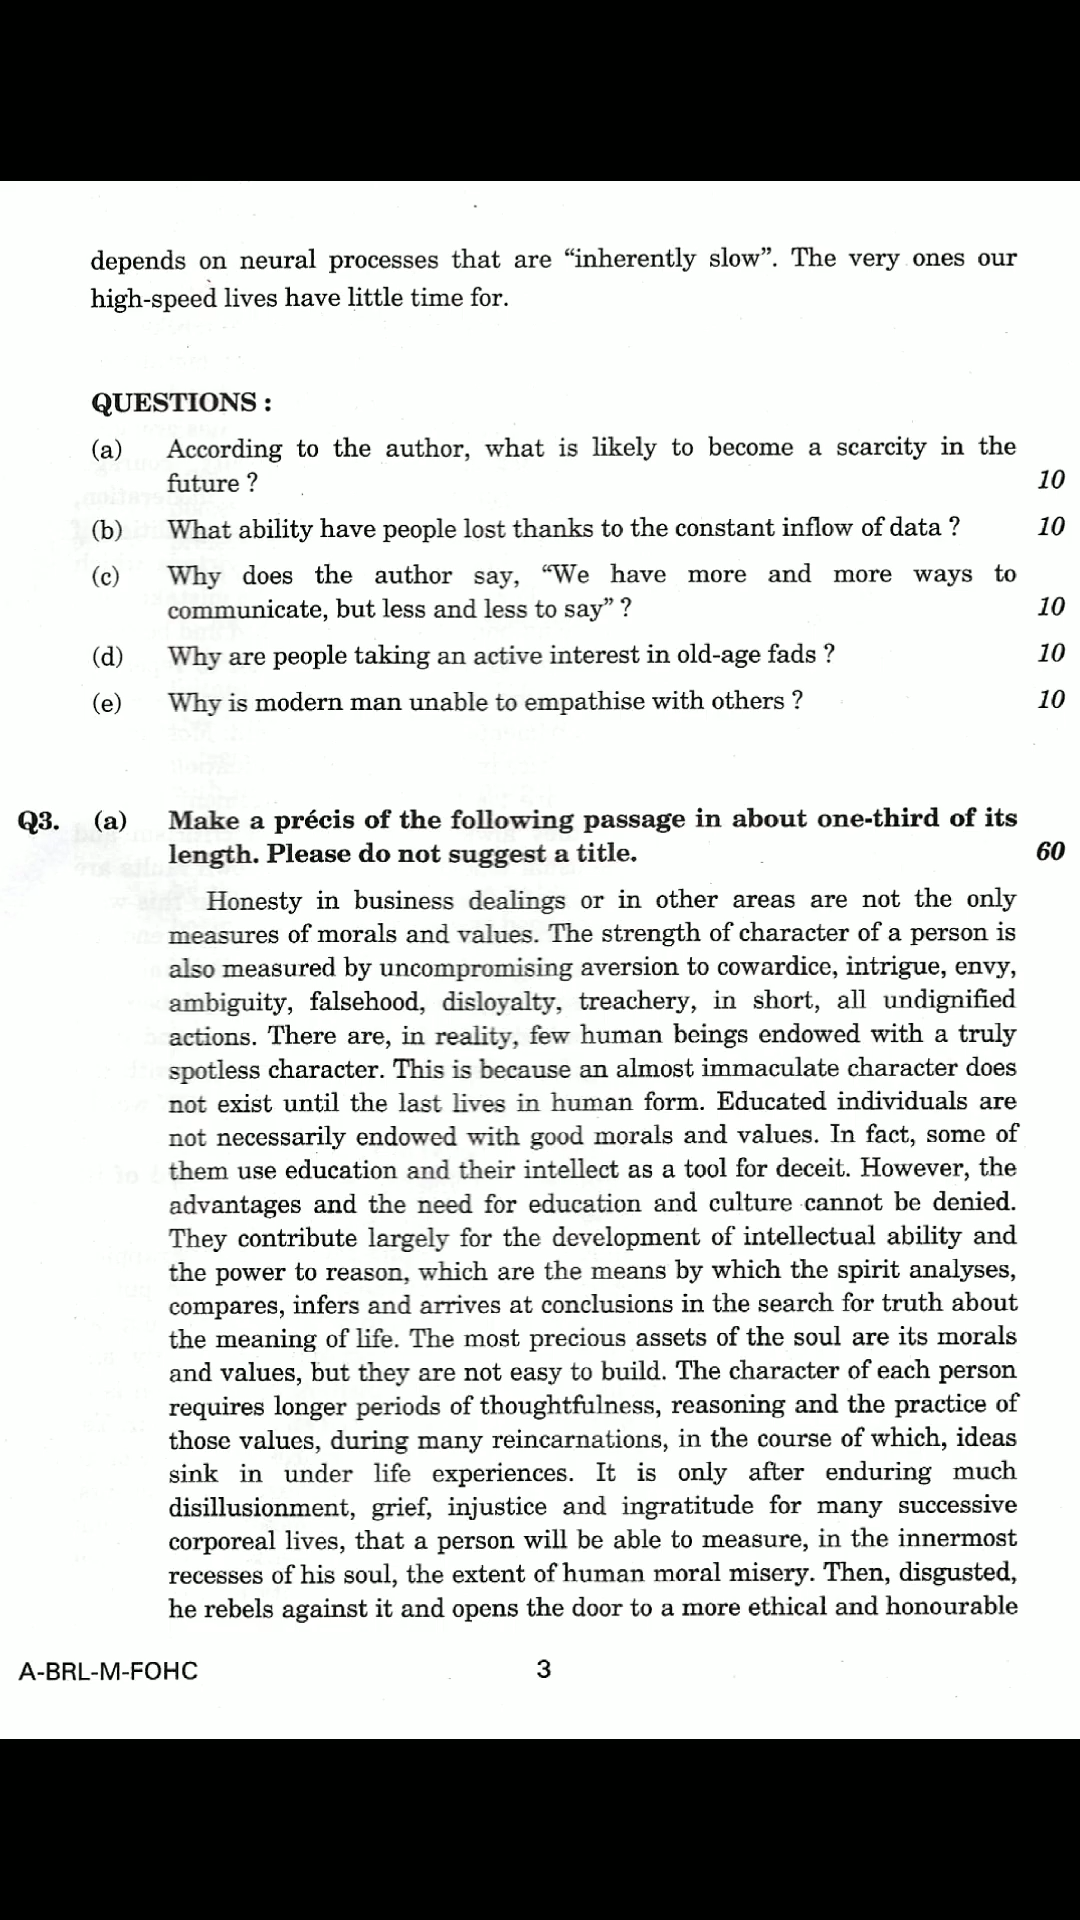 depends on neural processes that are “inherently slow”. The very ones our
high-speed lives have little time for.
QUESTIONS :
(a) According to the author, what is likely to become a scarcity in the
future ? 10
(b) What ability have people lost thanks to the constant inflow of data ? 10
(c) Why does the author say, “We have more and more ways to
communicate, but less and less to say” ? 10
(d) Why are people taking an active interest in old-age fads ? 10
(e) Why is modern man unable to empathise with others ? 10
Q3. (a) Make a précis of the following passage in about one-third of its
length. Please do not suggest a title. 60
Honesty in business dealings or in other areas are not the only
measures of morals and values. The strength of character of a person is
also measured by uncompromising aversion to cowardice, intrigue, envy,
ambiguity, falsehood, disloyalty, treachery, in short, all undignified
actions. There are, in reality, few human beings endowed with a truly
spotless character. This is because an almost immaculate character does
not exist until the last lives in human form. Educated individuals are
not necessarily endowed with good morals and values. In fact, some of
them use education and their intellect as a tool for deceit. However, the
advantages and the need for education and culture cannot be denied.
They contribute largely for the development of intellectual ability and
the power to reason, which are the means by which the spirit analyses,
compares, infers and arrives at conclusions in the search for truth about
the meaning of life. The most precious assets of the soul are its morals
and values, but they are not easy to build. The character of each person
requires longer periods of thoughtfulness, reasoning and the practice of
those values, during many reincarnations, in the course of which, ideas
sink in under life experiences. It is only after enduring much
disillusionment, grief, injustice and ingratitude for many successive
corporeal lives, that a person will be able to measure, in the innermost
recesses of his soul, the extent of human moral misery. Then, disgusted,
he rebels against it and opens the door to a more ethical and honourable
A-BRL-M-FOHC 3